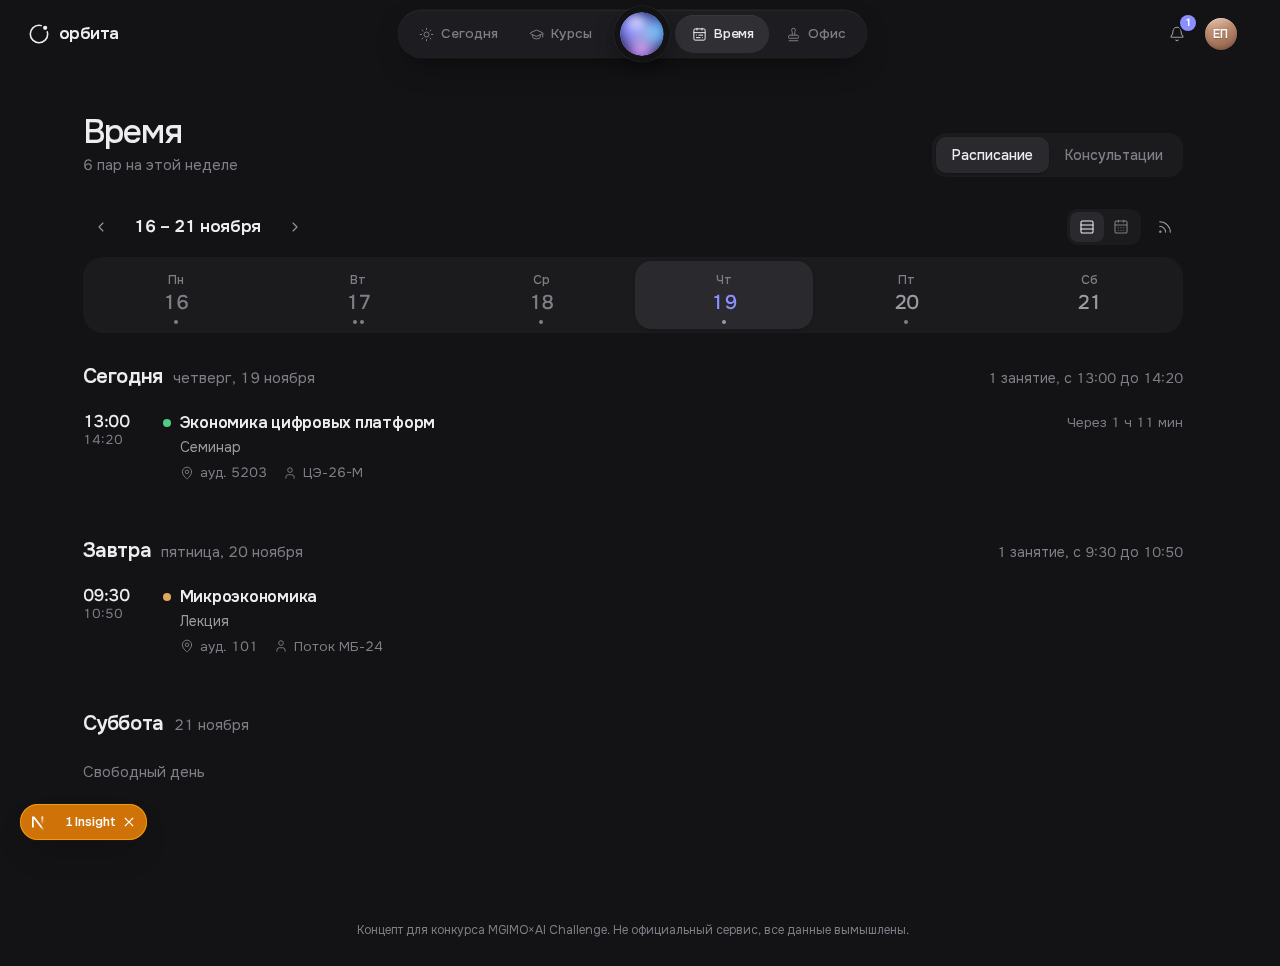 орбита
Сегодня
Курсы
Время
Офис
1
ЕП
Время
6 пар на этой неделе
Расписание
Консультации
16 – 21 ноября
Пн
Вт
Ср
Чт
Пт
Сб
16
17
18
19
20
21
Сегодня четверг, 19 ноября
1 занятие, с 13:00 до 14:20
13:00
Экономика цифровых платформ
Через 1 ч 11 мин
14:20
Семинар
ауд. 5203
ЦЭ-26-М
Завтра пятница, 20 ноября
1 занятие, с 9:30 до 10:50
09:30
Микроэкономика
10:50
Лекция
ауд. 101
Поток МБ-24
Суббота 21 ноября
Свободный день
1 Insight
Концепт для конкурса MGIMO×AI Challenge. Не официальный сервис, все данные вымышлены.